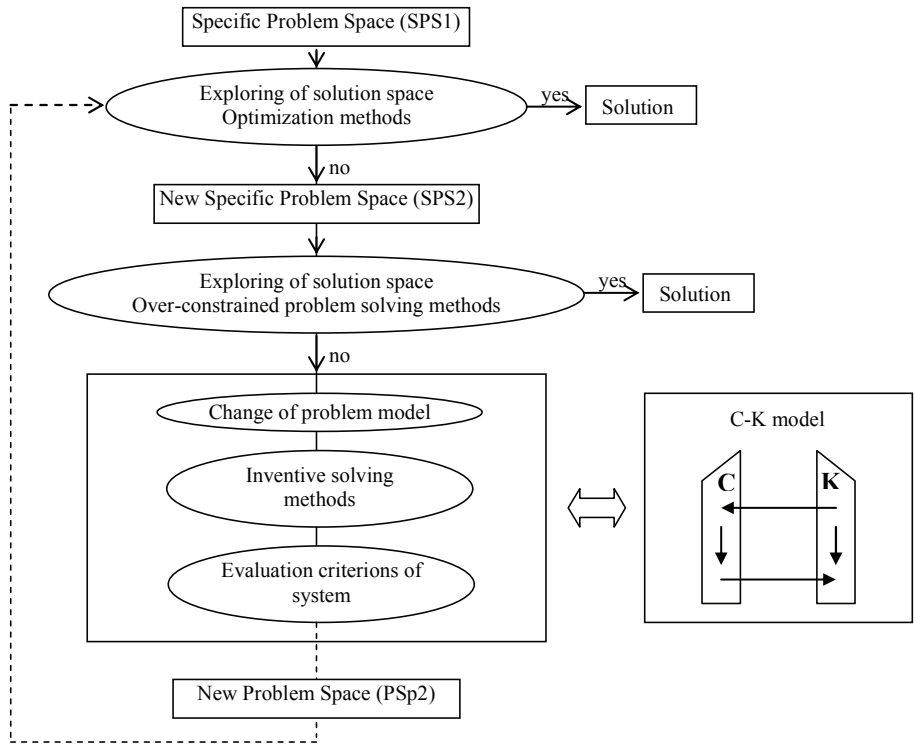 Specific Problem Space (SPS1)
Exploring of solution space
Optimization methods
yes
Solution
no
New Specific Problem Space (SPS2)
Exploring of solution space
Over-constrained problem solving methods
yes
Solution
no
Change of problem model
Inventive solving
methods
Evaluation criterions of
system
C-K model
C
K
New Problem Space (PSp2)